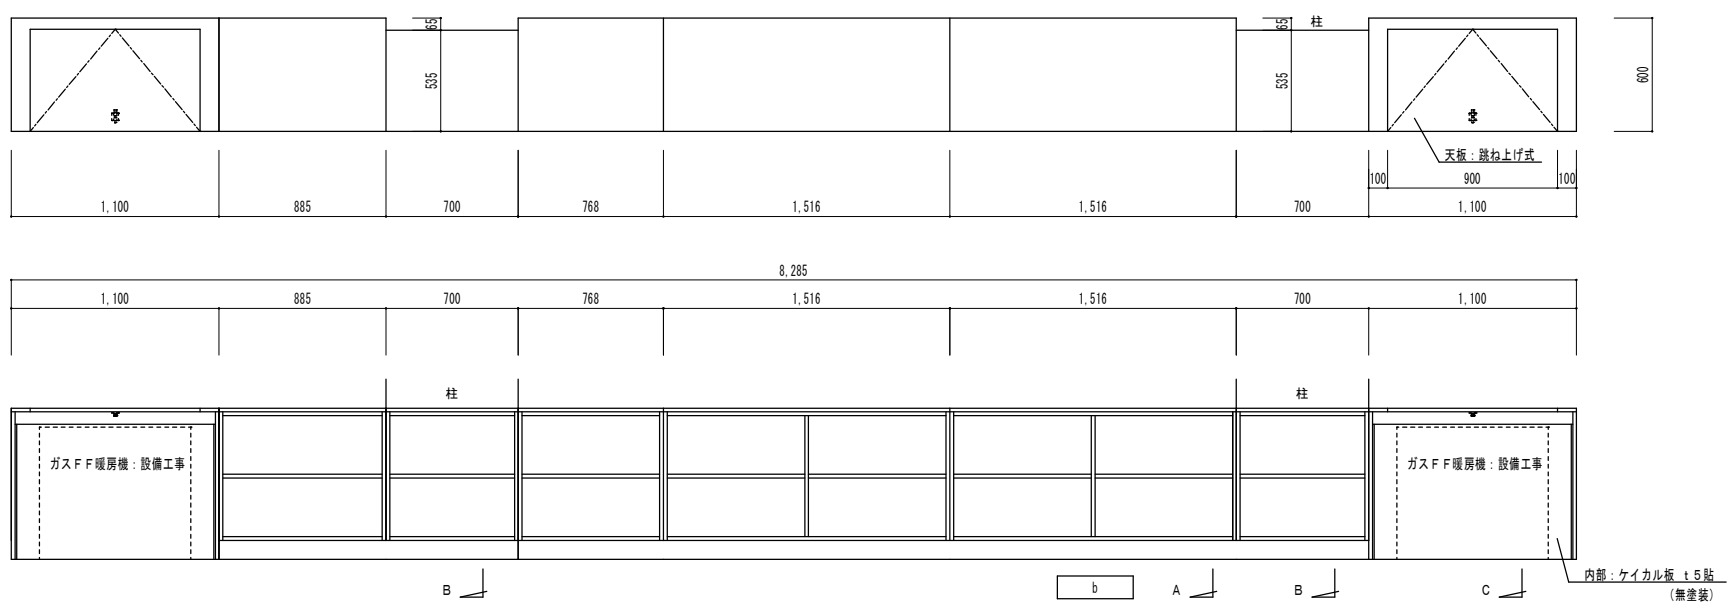 65
65
柱
535
535
600
天板：跳ね上げ式
100
900
100
1,100
885
700
768
1,516
1,516
700
1,100
8,285
1,100
885
700
768
1,516
1,516
700
1,100
柱
柱
ガスＦＦ暖房機：設備工事
ガスＦＦ暖房機：設備工事
内部：ケイカル板 ｔ５貼
(無塗装)
B
b
A
B
C